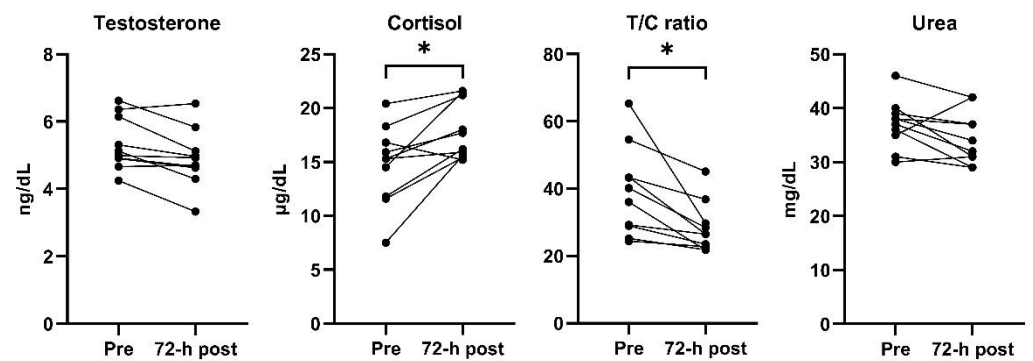 Testosterone
ng/dL
8
6
4
2
0
Pre 72-h post
Cortisol
µg/dL
25
20
15
10
5
0
*
Pre 72-h post
T/C ratio
80
60
40
20
0
*
Pre 72-h post
Urea
mg/dL
50
40
30
20
10
0
Pre 72-h post